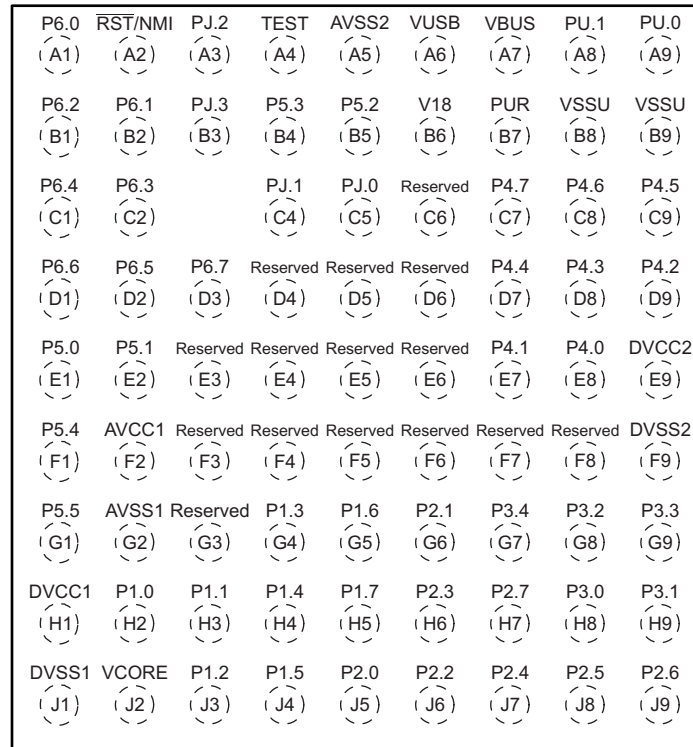 P6.0 RST/NMI PJ.2 TEST AVSS2 VUSB VBUS PU.1 PU.0
A1 A2 A3 A4 A5 A6 A7 A8 A9
P6.2 P6.1 PJ.3 P5.3 P5.2 V18 PUR VSSU VSSU
B1 B2 B3 B4 B5 B6 B7 B8 B9
P6.4 P6.3 PJ.1 PJ.0 Reserved P4.7 P4.6 P4.5
C1 C2 C4 C5 C6 C7 C8 C9
P6.6 P6.5 P6.7 Reserved Reserved Reserved P4.4 P4.3 P4.2
D1 D2 D3 D4 D5 D6 D7 D8 D9
P5.0 P5.1 Reserved Reserved Reserved Reserved P4.1 P4.0 DVCC2
E1 E2 E3 E4 E5 E6 E7 E8 E9
P5.4 AVCC1 Reserved Reserved Reserved Reserved Reserved Reserved DVSS2
F1 F2 F3 F4 F5 F6 F7 F8 F9
P5.5 AVSS1 Reserved P1.3 P1.6 P2.1 P3.4 P3.2 P3.3
G1 G2 G3 G4 G5 G6 G7 G8 G9
DVCC1 P1.0 P1.1 P1.4 P1.7 P2.3 P2.7 P3.0 P3.1
H1 H2 H3 H4 H5 H6 H7 H8 H9
DVSS1 VCORE P1.2 P1.5 P2.0 P2.2 P2.4 P2.5 P2.6
J1 J2 J3 J4 J5 J6 J7 J8 J9